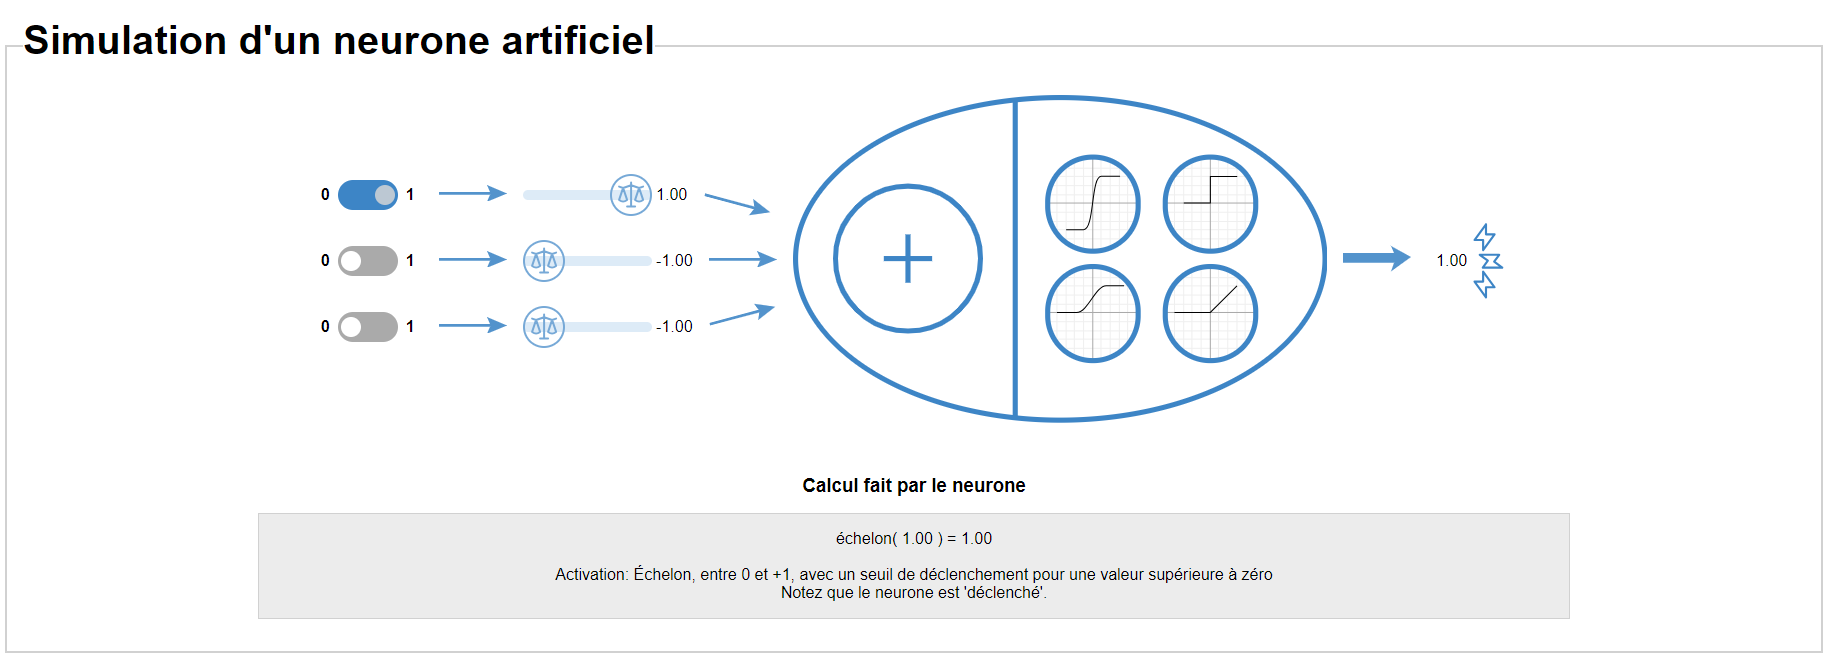 Simulation d'un neurone artificiel
0 1 1.00
0 1 -1.00
0 1 -1.00
1.00
Calcul fait par le neurone
échelon( 1.00 ) = 1.00
Activation: Échelon, entre 0 et +1, avec un seuil de déclenchement pour une valeur supérieure à zéro
Notez que le neurone est 'déclenché'.